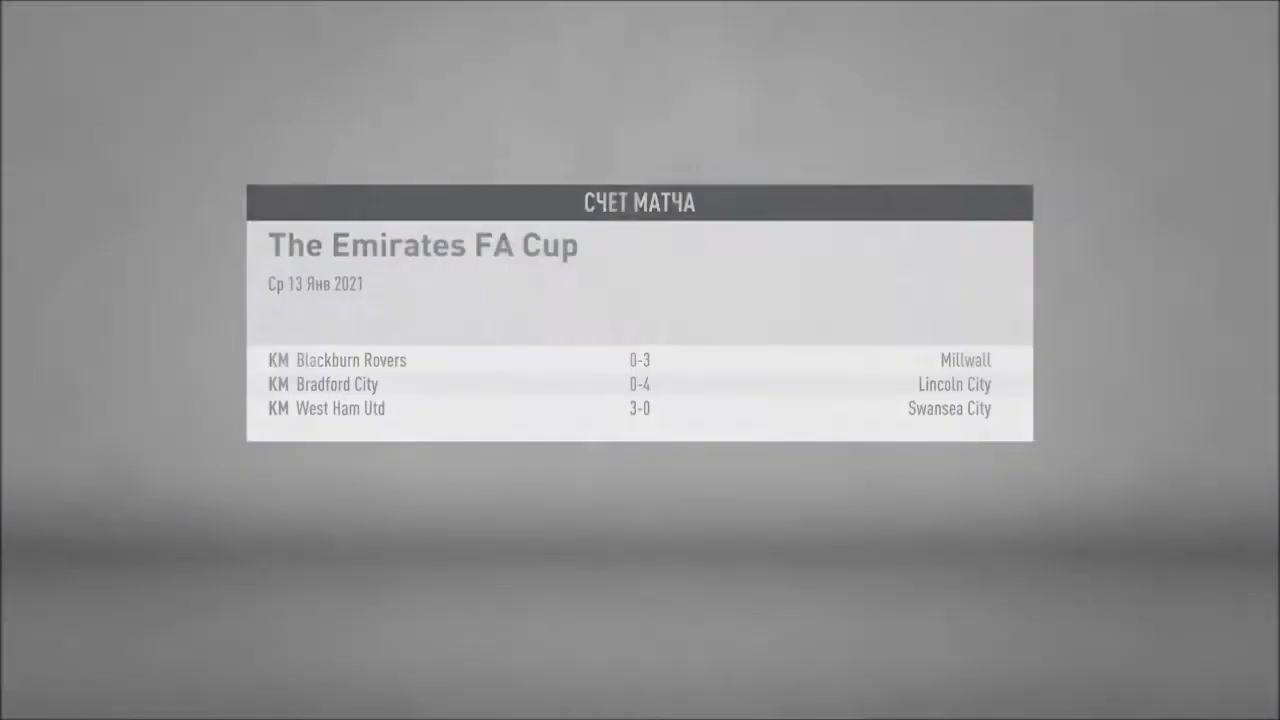 СЧЕТ МАТЧА
The Emirates FA Cup
Ср 13 Янв 2021
КМ Blackburn Rovers 0-3 Millwall
КМ Bradford City 0-4 Lincoln City
КМ West Ham Utd 3-0 Swansea City